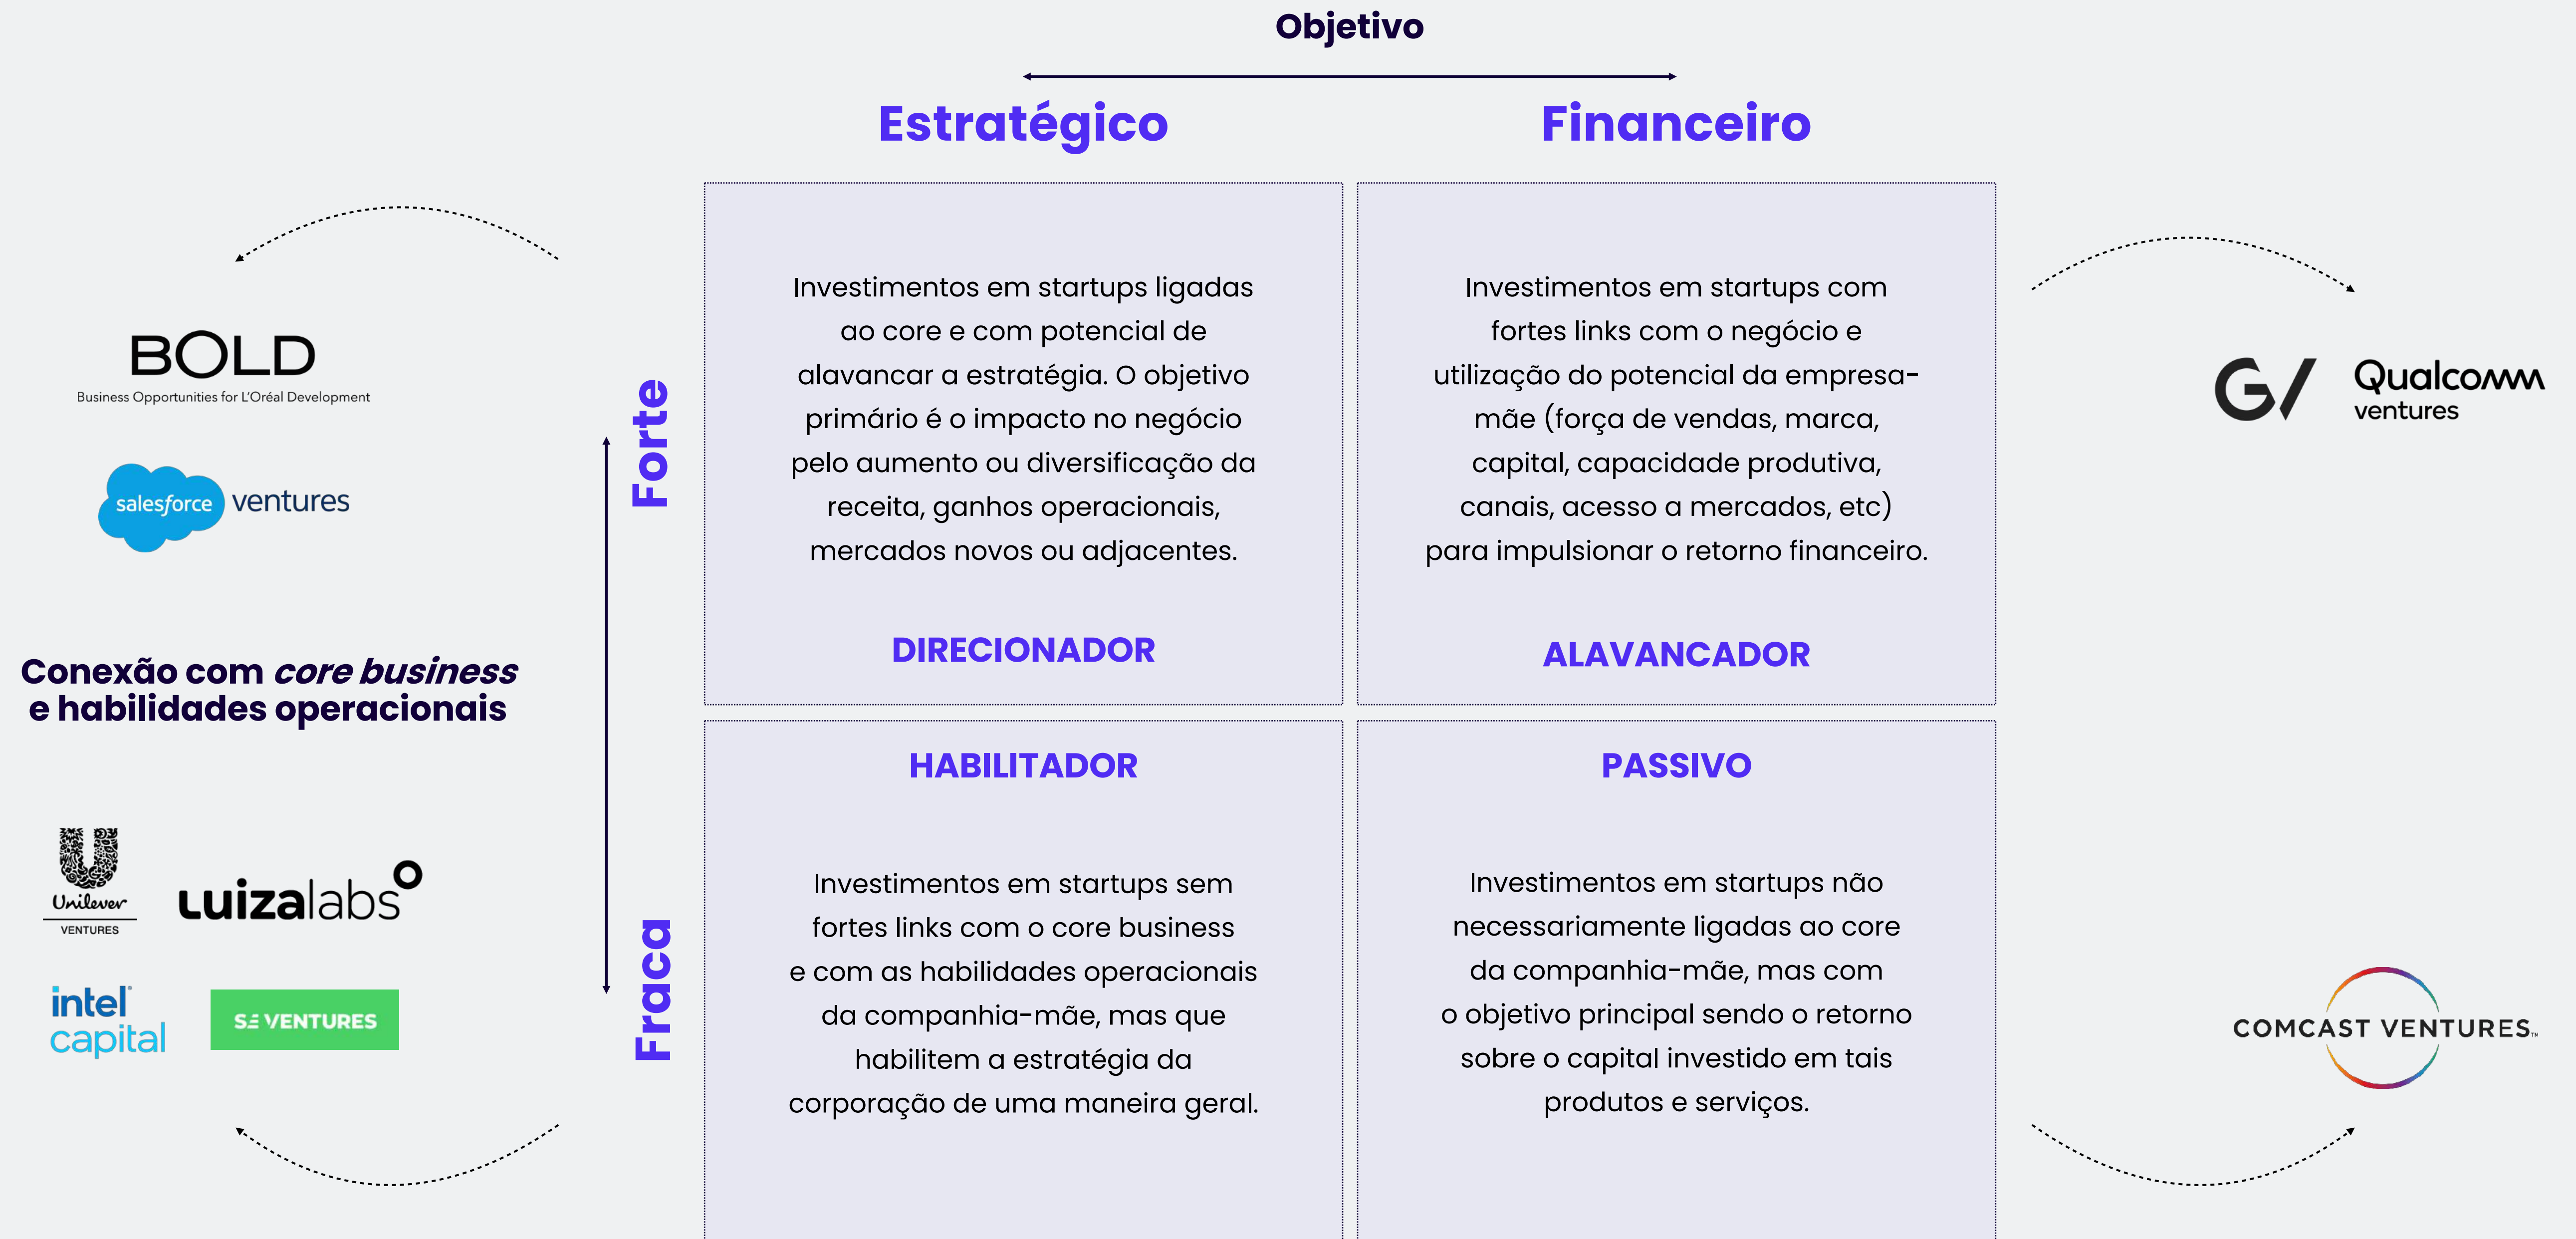 Objetivo
Estratégico
Financeiro
BOLD
Business Opportunities for L'Oréal Development
salesforce ventures
Conexão com core business
e habilidades operacionais
Unilever
VENTURES
Luizalabs
intel
capital
SE VENTURES
Forte
Fraca
Investimentos em startups ligadas
ao core e com potencial de
alavancar a estratégia. O objetivo
primário é o impacto no negócio
pelo aumento ou diversificação da
receita, ganhos operacionais,
mercados novos ou adjacentes.
DIRECIONADOR
Investimentos em startups com
fortes links com o negócio e
utilização do potencial da empresa-
mãe (força de vendas, marca,
capital, capacidade produtiva,
canais, acesso a mercados, etc)
para impulsionar o retorno financeiro.
ALAVANCADOR
HABILITADOR
Investimentos em startups sem
fortes links com o core business
e com as habilidades operacionais
da companhia-mãe, mas que
habilitem a estratégia da
corporação de uma maneira geral.
PASSIVO
Investimentos em startups não
necessariamente ligadas ao core
da companhia-mãe, mas com
o objetivo principal sendo o retorno
sobre o capital investido em tais
produtos e serviços.
G/
Qualcomm
ventures
COMCAST VENTURES™